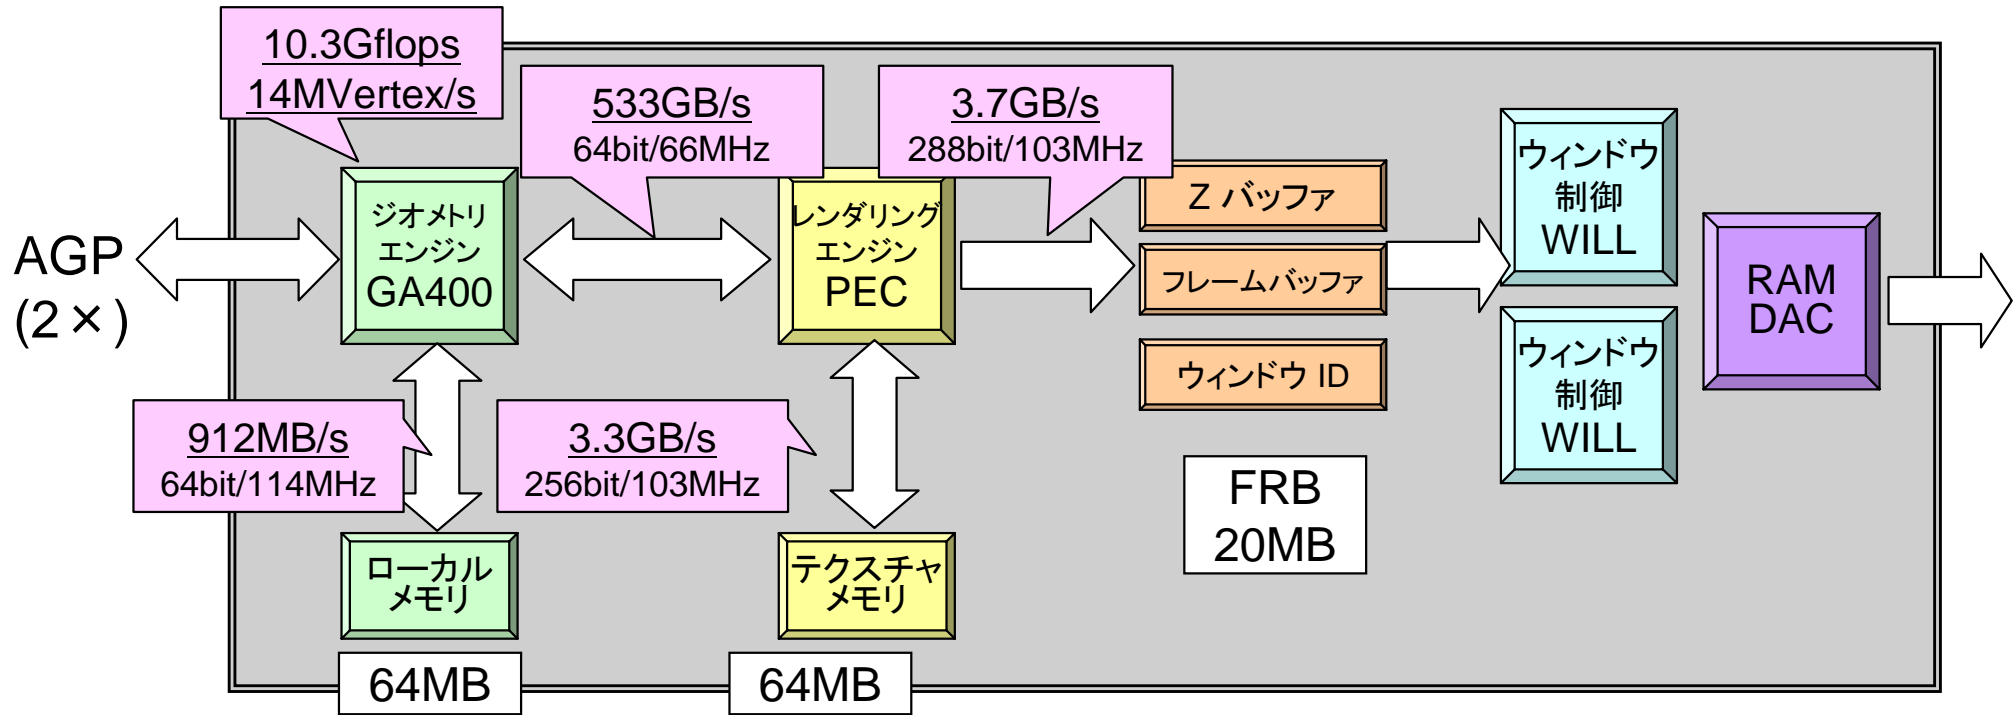 10.3Gflops
14MVertex/s
533GB/s
64bit/66MHz
3.7GB/s
288bit/103MHz
AGP
(2×)
ジオメトリ
エンジン
GA400
レンダリング
エンジン
PEC
Z バッファ
フレームバッファ
ウィンドウ ID
ウィンドウ
制御
WILL
ウィンドウ
制御
WILL
RAM
DAC
912MB/s
64bit/114MHz
3.3GB/s
256bit/103MHz
FRB
20MB
ローカル
メモリ
テクスチャ
メモリ
64MB
64MB